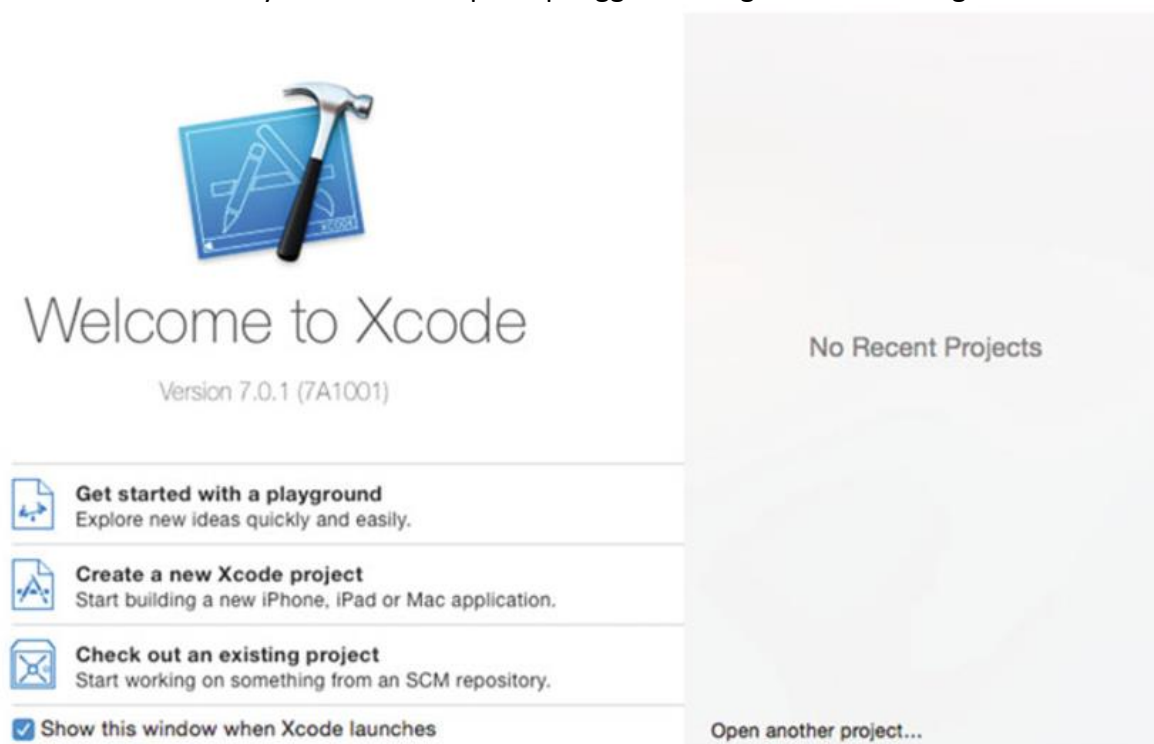 XCODE
Welcome to Xcode
Version 7.0.1 (7A1001)
No Recent Projects
Get started with a playground
Explore new ideas quickly and easily.
Create a new Xcode project
Start building a new iPhone, iPad or Mac application.
Check out an existing project
Start working on something from an SCM repository.
Show this window when Xcode launches
Open another project...